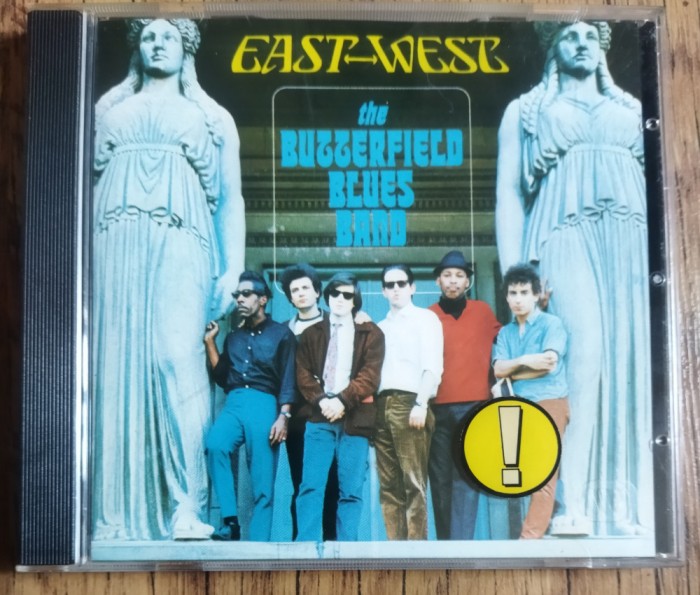 EAST-WEST
the
BUTTERFIELD
BLUES
BAND
!